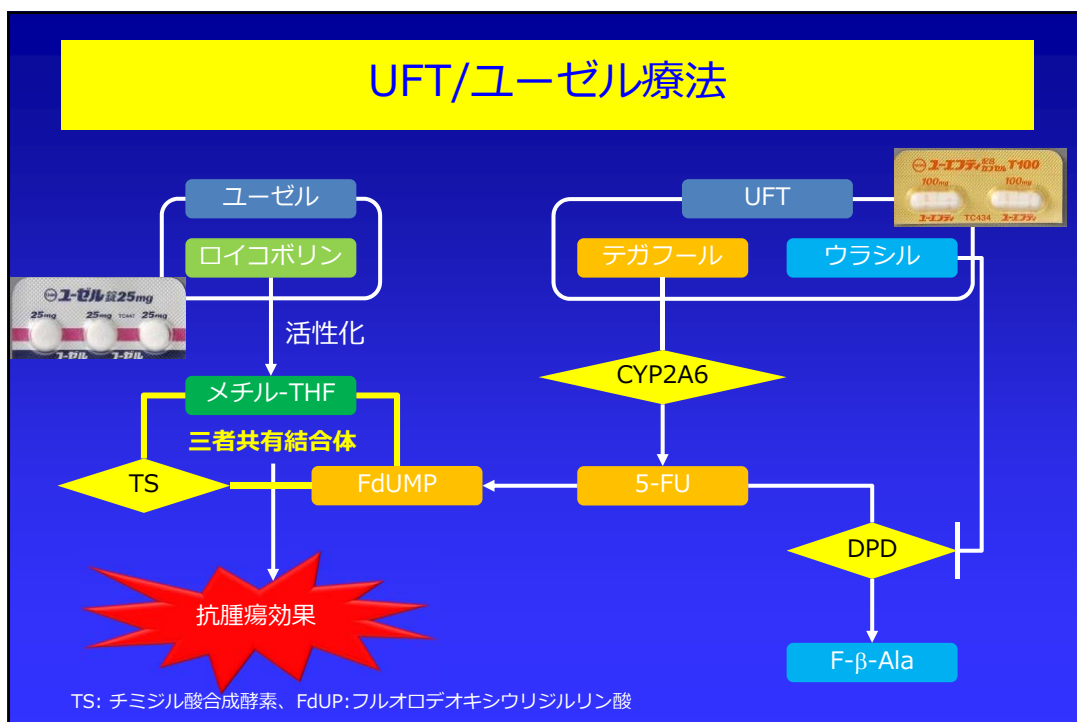 UFT/ユーゼル療法
ユーゼル
ロイコボリン
ユーゼル錠25mg
25mg 25mg TC447 25mg
ユーゼル ユーゼル
活性化
メチル-THF
三者共有結合体
TS
FdUMP
抗腫瘍効果
UFT
テガフール
ウラシル
ユーエフティ配合カプセルT100
100mg 100mg
ユーエフティ TC434 ユーエフティ
CYP2A6
5-FU
DPD
F-β-Ala
TS: チミジル酸合成酵素、FdUP:フルオロデオキシウリジルリン酸